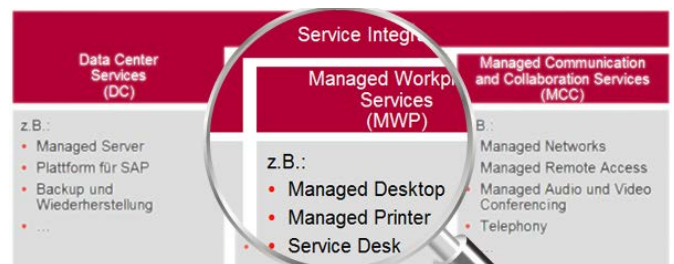 Service Integr
Data Center
Services
(DC)
z.B.:
• Managed Server
• Plattform für SAP
• Backup und
Wiederherstellung
• ...
Managed Workpl
Services
(MWP)
z.B.:
• Managed Desktop
• Managed Printer
• Service Desk
Managed Communication
and Collaboration Services
(MCC)
B.:
Managed Networks
Managed Remote Access
• Managed Audio und Video
Conferencing
• Telephony
...